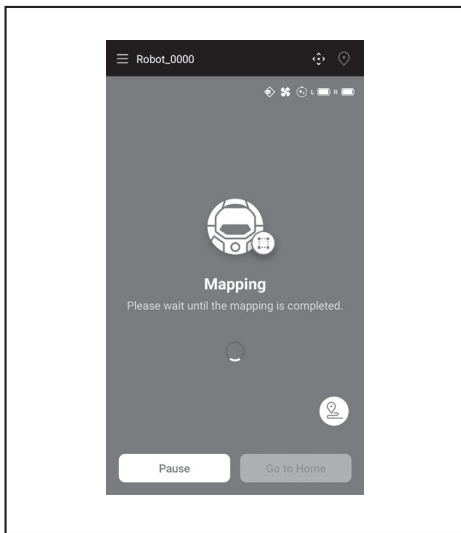 Robot_0000
L R
Mapping
Please wait until the mapping is completed.
Pause Go to Home